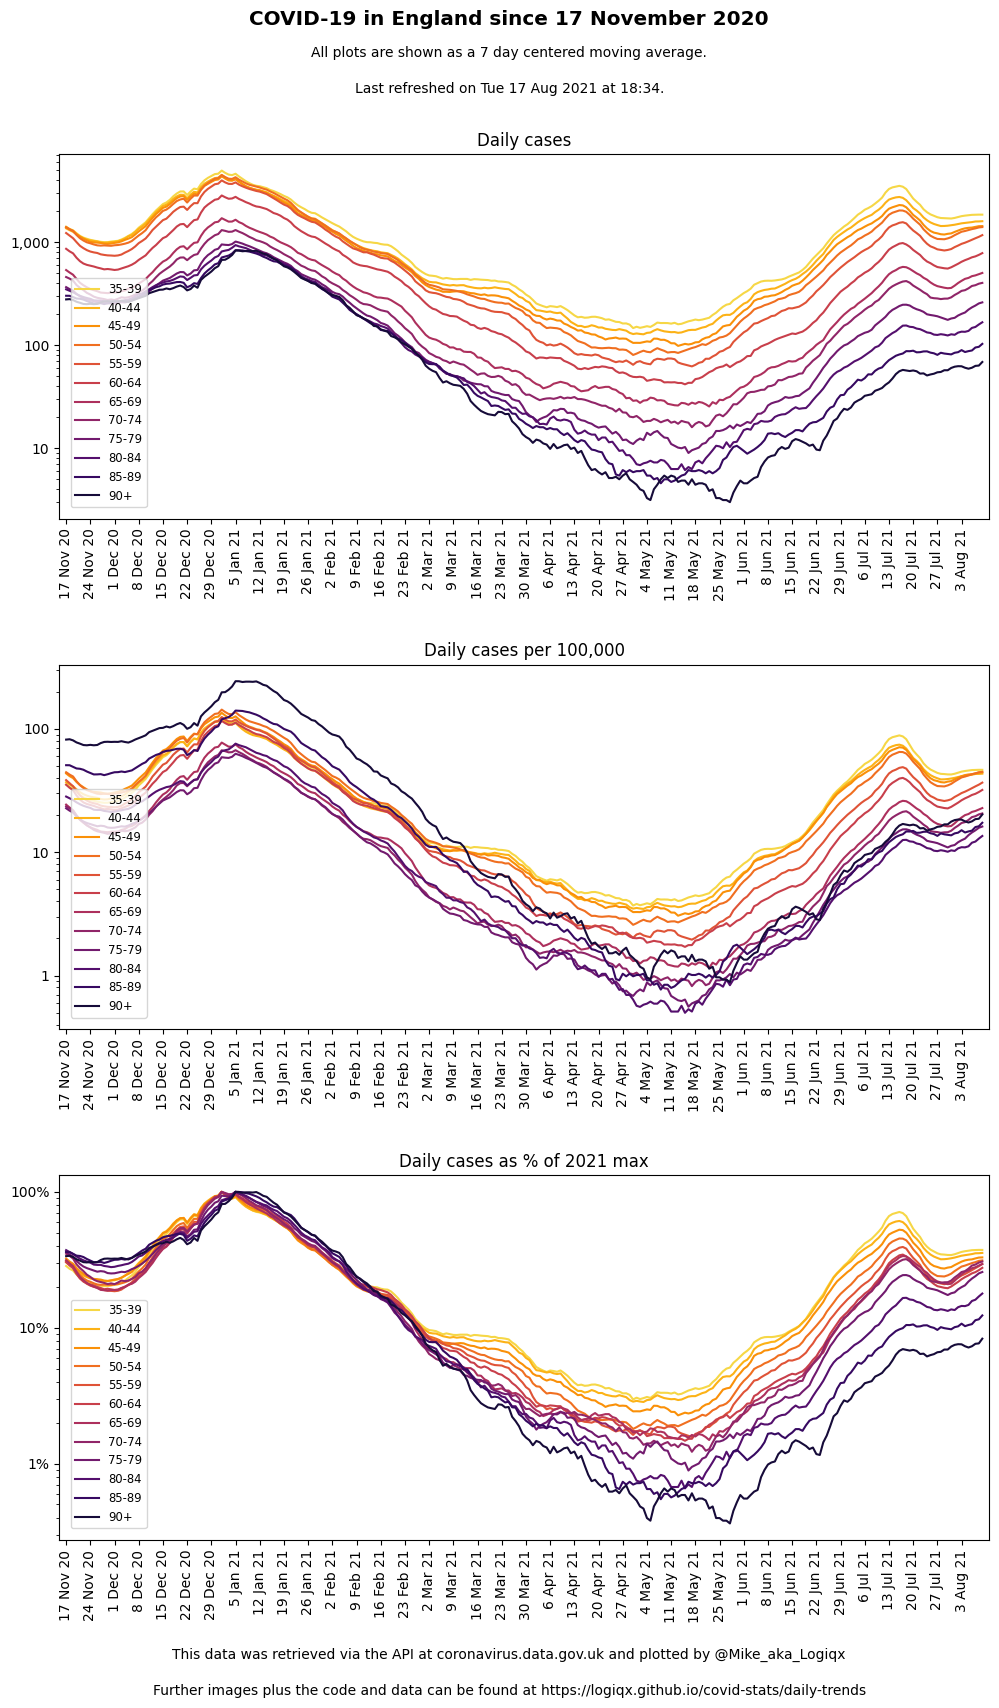 COVID-19 in England since 17 November 2020
All plots are shown as a 7 day centered moving average.
Last refreshed on Tue 17 Aug 2021 at 18:34.
Daily cases
1,000
100
10
35-39
40-44
45-49
50-54
55-59
60-64
65-69
70-74
75-79
80-84
85-89
90+
17 Nov 20
24 Nov 20
1 Dec 20
8 Dec 20
15 Dec 20
22 Dec 20
29 Dec 20
5 Jan 21
12 Jan 21
19 Jan 21
26 Jan 21
2 Feb 21
9 Feb 21
16 Feb 21
23 Feb 21
2 Mar 21
9 Mar 21
16 Mar 21
23 Mar 21
30 Mar 21
6 Apr 21
13 Apr 21
20 Apr 21
27 Apr 21
4 May 21
11 May 21
18 May 21
25 May 21
1 Jun 21
8 Jun 21
15 Jun 21
22 Jun 21
29 Jun 21
6 Jul 21
13 Jul 21
20 Jul 21
27 Jul 21
3 Aug 21
Daily cases per 100,000
100
10
1
35-39
40-44
45-49
50-54
55-59
60-64
65-69
70-74
75-79
80-84
85-89
90+
17 Nov 20
24 Nov 20
1 Dec 20
8 Dec 20
15 Dec 20
22 Dec 20
29 Dec 20
5 Jan 21
12 Jan 21
19 Jan 21
26 Jan 21
2 Feb 21
9 Feb 21
16 Feb 21
23 Feb 21
2 Mar 21
9 Mar 21
16 Mar 21
23 Mar 21
30 Mar 21
6 Apr 21
13 Apr 21
20 Apr 21
27 Apr 21
4 May 21
11 May 21
18 May 21
25 May 21
1 Jun 21
8 Jun 21
15 Jun 21
22 Jun 21
29 Jun 21
6 Jul 21
13 Jul 21
20 Jul 21
27 Jul 21
3 Aug 21
Daily cases as % of 2021 max
100%
10%
1%
35-39
40-44
45-49
50-54
55-59
60-64
65-69
70-74
75-79
80-84
85-89
90+
17 Nov 20
24 Nov 20
1 Dec 20
8 Dec 20
15 Dec 20
22 Dec 20
29 Dec 20
5 Jan 21
12 Jan 21
19 Jan 21
26 Jan 21
2 Feb 21
9 Feb 21
16 Feb 21
23 Feb 21
2 Mar 21
9 Mar 21
16 Mar 21
23 Mar 21
30 Mar 21
6 Apr 21
13 Apr 21
20 Apr 21
27 Apr 21
4 May 21
11 May 21
18 May 21
25 May 21
1 Jun 21
8 Jun 21
15 Jun 21
22 Jun 21
29 Jun 21
6 Jul 21
13 Jul 21
20 Jul 21
27 Jul 21
3 Aug 21
This data was retrieved via the API at coronavirus.data.gov.uk and plotted by @Mike_aka_Logiqx
Further images plus the code and data can be found at https://logiqx.github.io/covid-stats/daily-trends